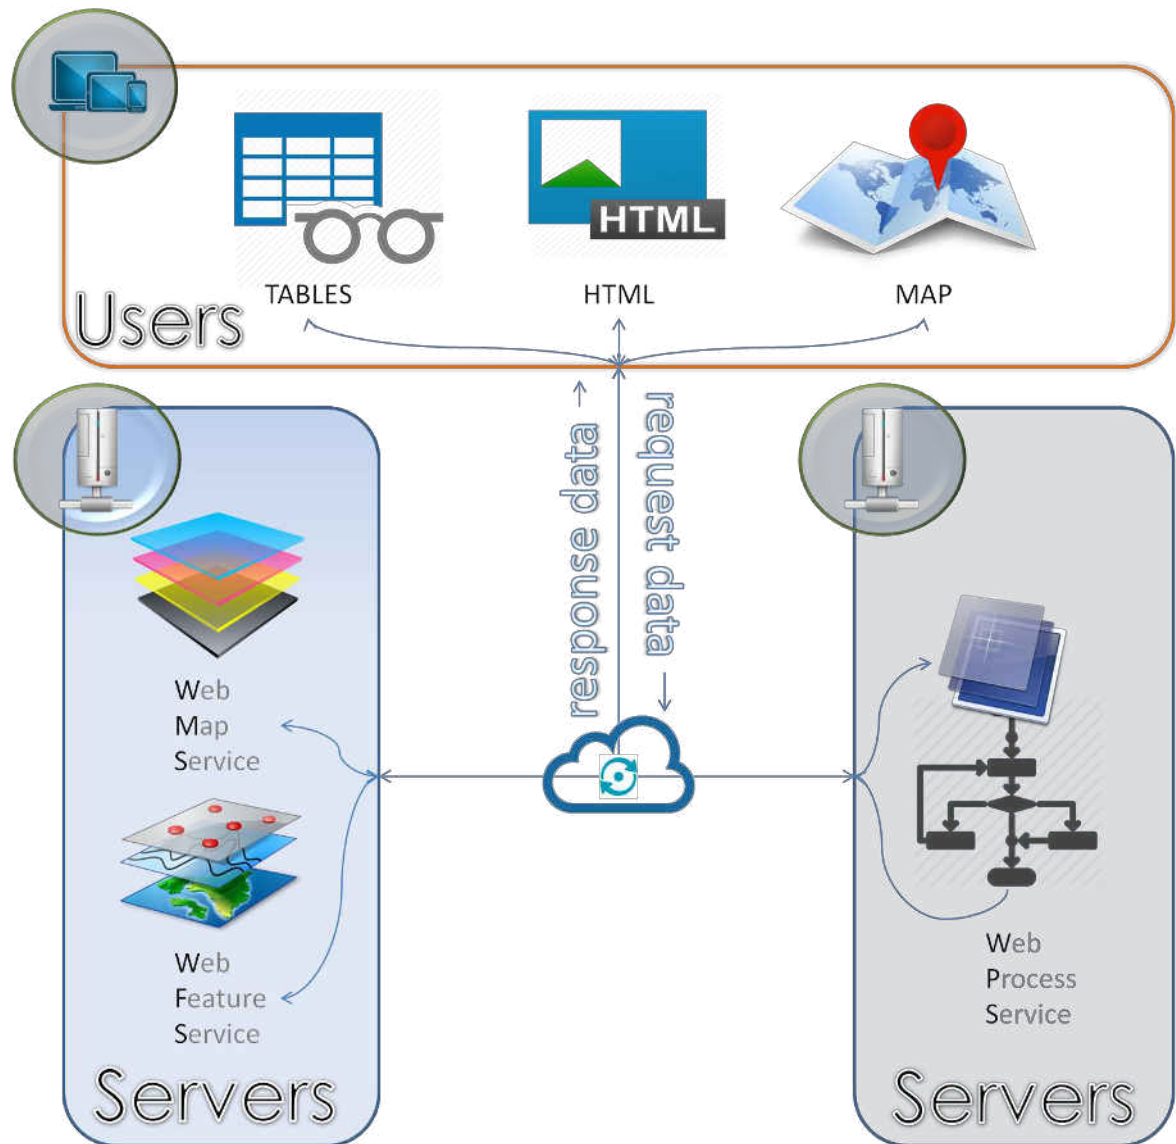 HTML
TABLES
HTML
MAP
Users
response data
request data
Web
Map
Service
Web
Feature
Service
Servers
Web
Process
Service
Servers